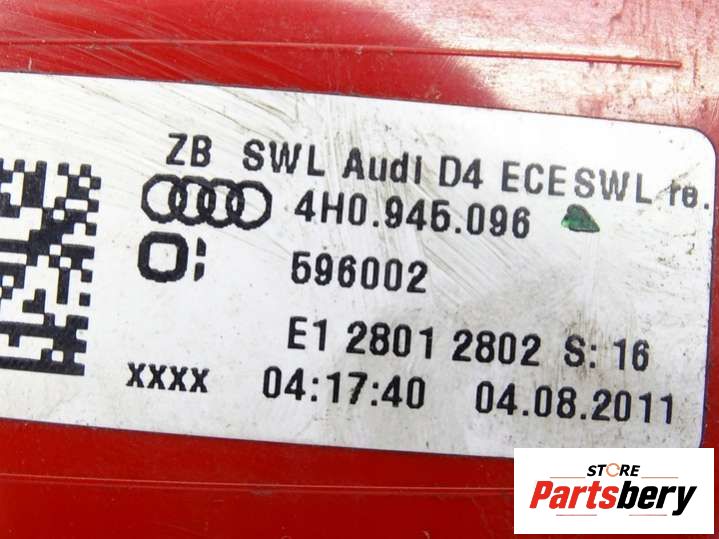 ZB SWL Audi D4 ECESWL re.
4H0.945.096
O: 596002
E1 2801 2802 S: 16
xxxx 04:17:40 04.08.2011
STORE
Partsbery